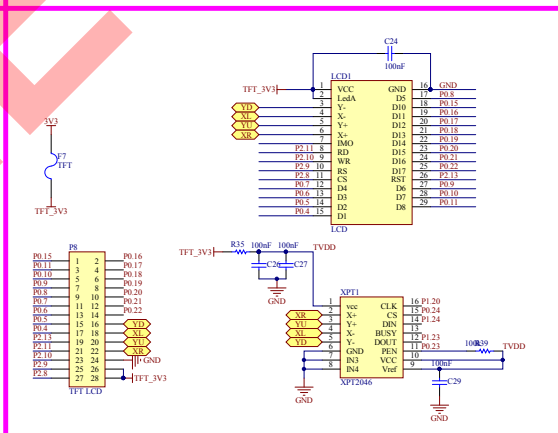 C24
100nF
LCD1
TFT_3V3
1 VCC GND 16 GND
2 LedA D5 17 P0.8
YD 3 Y- D10 18 P0.15
XL 4 X- D11 19 P0.16
YU 5 Y+ D12 20 P0.17
XR 6 X+ D13 21 P0.18
7 IMO D14 22 P0.19
P2.11 8 RD D15 23 P0.20
P2.10 9 WR D16 24 P0.21
P2.9 10 RS D17 25 P0.22
P2.8 11 CS RST 26 P2.13
P0.7 12 D4 D6 27 P0.9
P0.6 13 D3 D7 28 P0.10
P0.5 14 D2 D8 29 P0.11
P0.4 15 D1
LCD
3V3
F7
TFT
TFT_3V3
P8
P0.15 1 2 P0.16
P0.11 3 4 P0.17
P0.10 5 6 P0.18
P0.9 7 8 P0.19
P0.8 9 10 P0.20
P0.7 11 12 P0.21
P0.6 13 14 P0.22
P0.5 15 16 YD
P0.4 17 18 XL
P2.13 19 20 YU
P2.11 21 22 XR
P2.10 23 24 GND
P2.9 25 26
P2.8 27 28 TFT_3V3
TFT LCD
TFT_3V3 R35 100nF 100nF TVDD
C26 C27
GND
XPT1
1 vcc CLK 16 P1.20
XR 2 X+ CS 15 P0.24
YU 3 Y+ DIN 14 P1.24
XL 4 X- BUSY 13
YD 5 Y- DOUT 12 P1.23
6 GND PEN 11 P0.23
7 IN3 VCC 10
8 IN4 Vref 9
XPT2046
R39 TVDD
100nF
C29
GND
GND